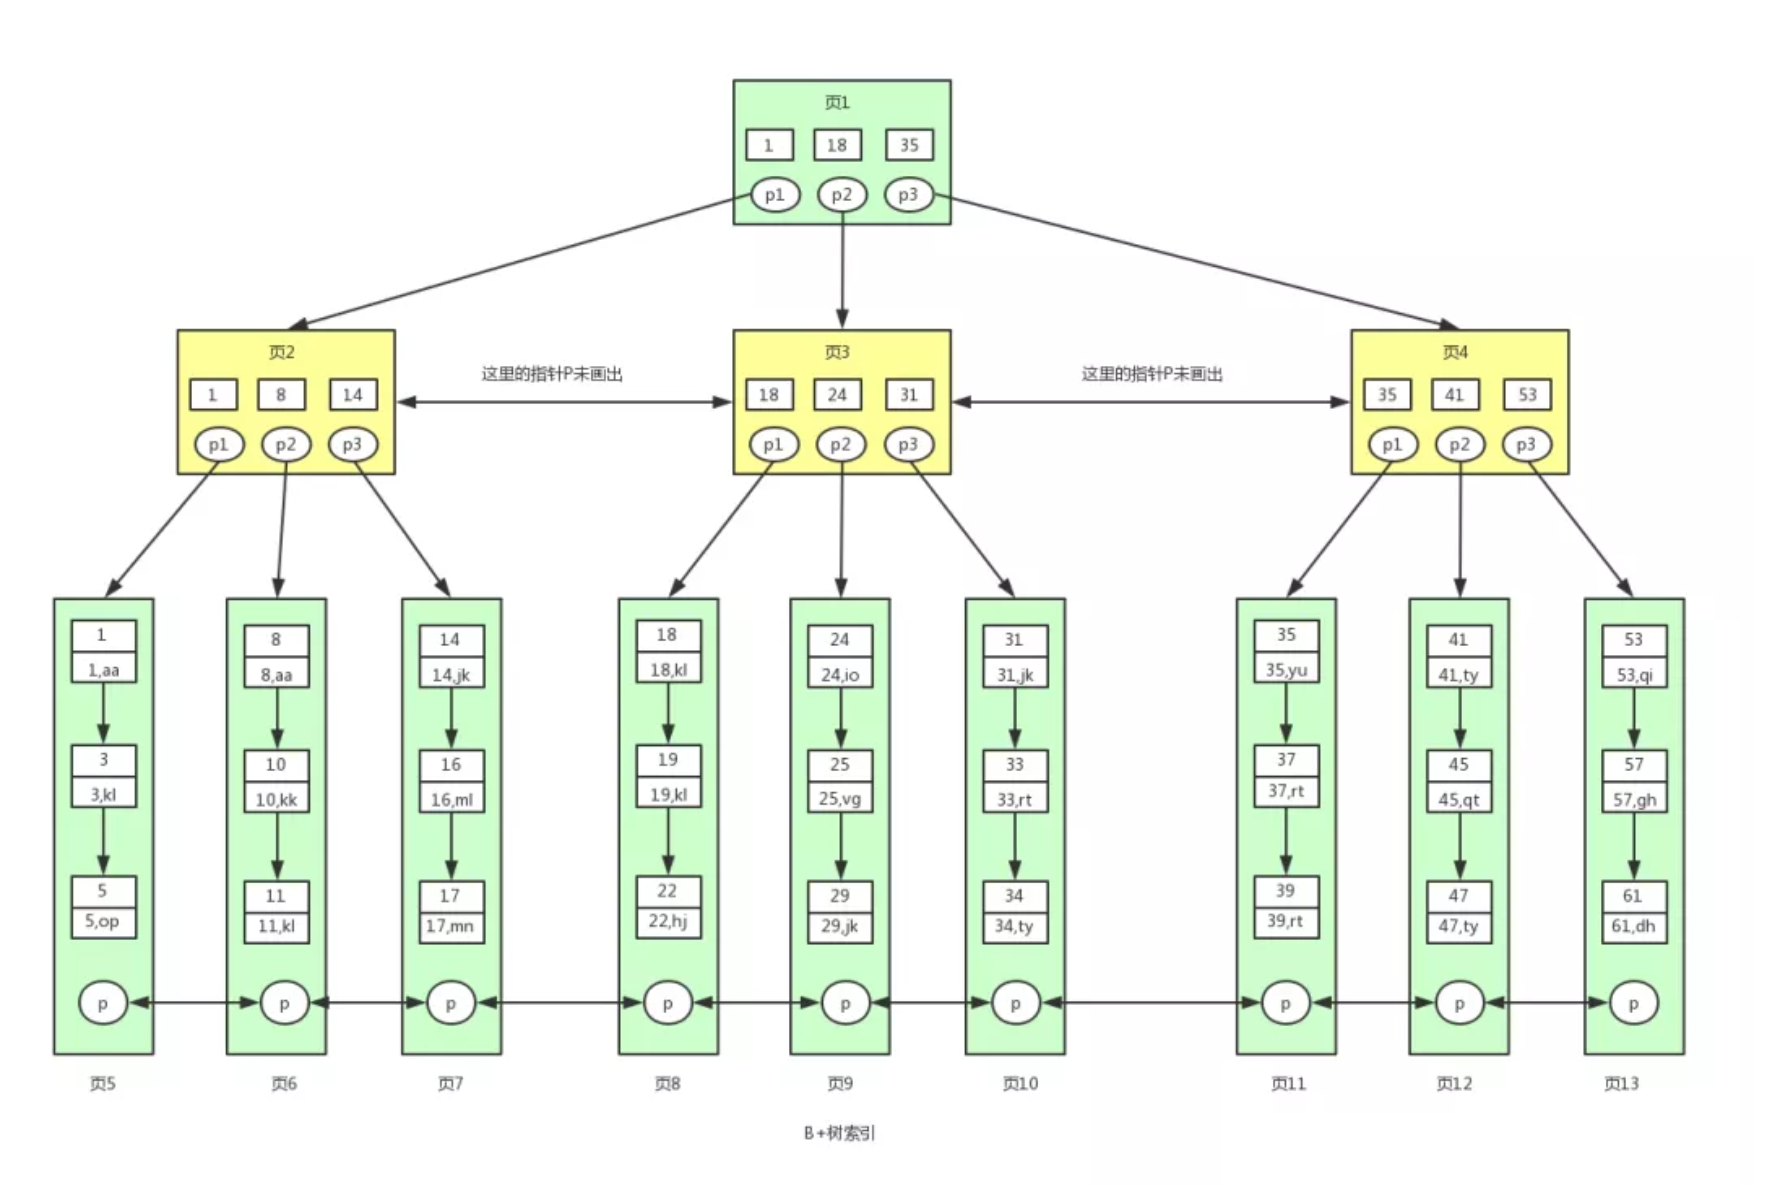 页1
1 18 35
p1 p2 p3
页2 页3 页4
这里的指针P未画出 这里的指针P未画出
1 8 14 18 24 31 35 41 53
p1 p2 p3 p1 p2 p3 p1 p2 p3
1 8 14 18 24 31 35 41 53
1,aa 8,aa 14,jk 18,kl 24,io 31,jk 35,yu 41,ty 53,qi
3 10 16 19 25 33 37 45 57
3,kl 10,kk 16,ml 19,kl 25,vg 33,rt 37,rt 45,qt 57,gh
5 11 17 22 29 34 39 47 61
5,op 11,kl 17,mn 22,hj 29,jk 34,ty 39,rt 47,ty 61,dh
p p p p p p p p p
页5 页6 页7 页8 页9 页10 页11 页12 页13
B+树索引